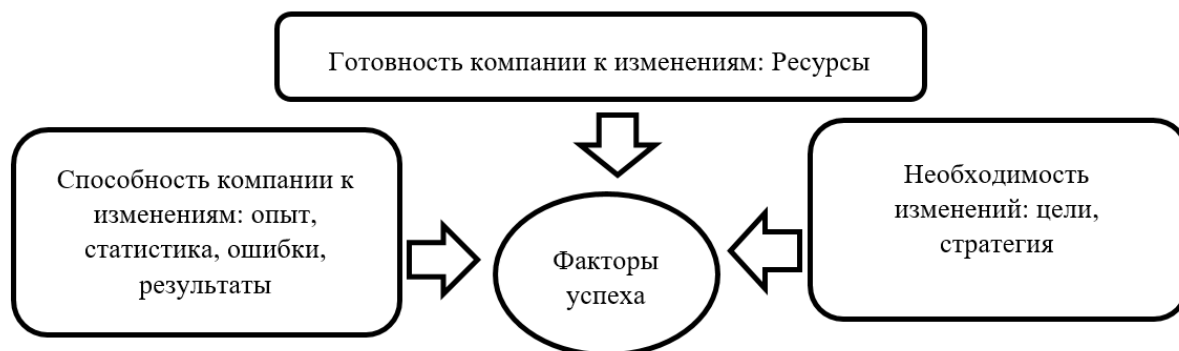 Готовность компании к изменениям: Ресурсы
Способность компании к
изменениям: опыт,
статистика, ошибки,
результаты
Факторы
успеха
Необходимость
изменений: цели,
стратегия